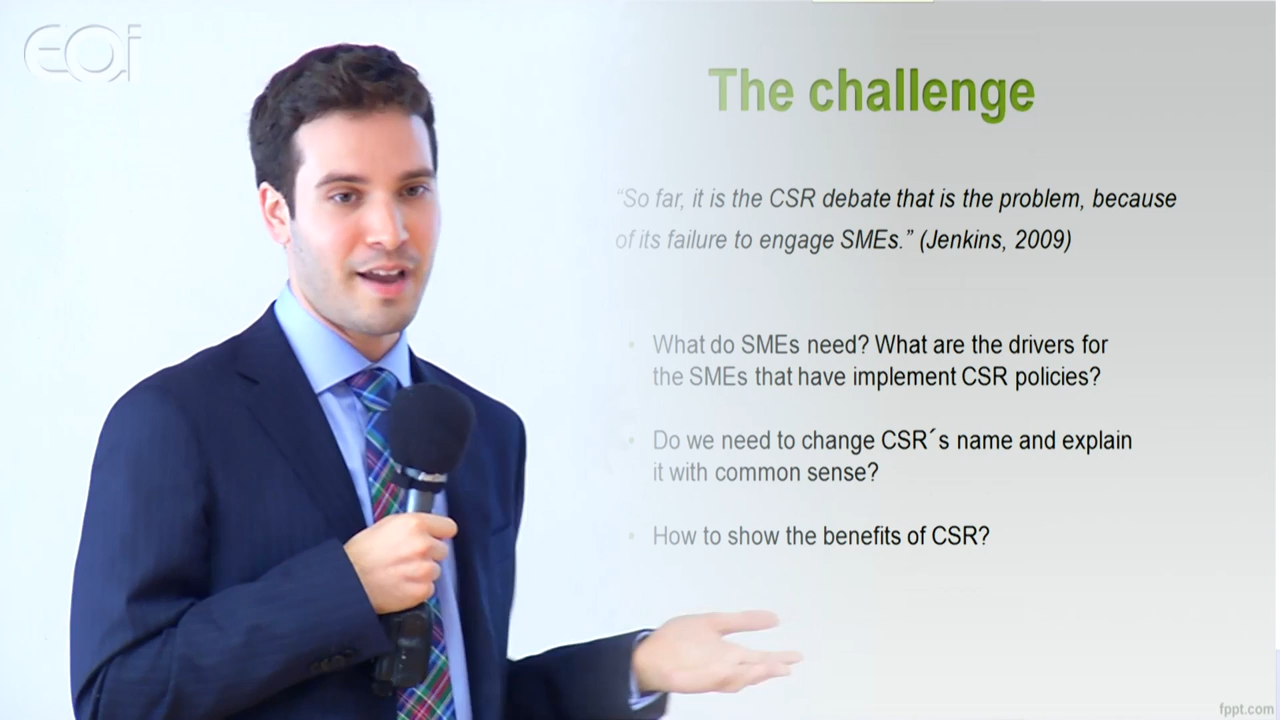 EOi
The challenge
“So far, it is the CSR debate that is the problem, because
of its failure to engage SMEs.” (Jenkins, 2009)
What do SMEs need? What are the drivers for
the SMEs that have implement CSR policies?
Do we need to change CSR´s name and explain
it with common sense?
How to show the benefits of CSR?
fppt.com